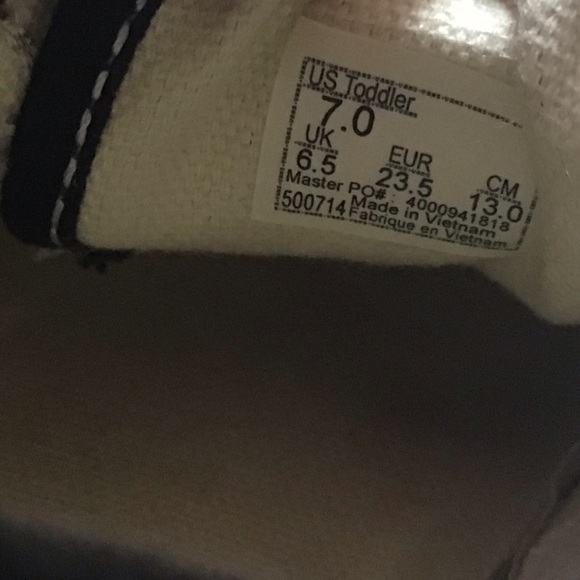 US Toddler
7.0
UK EUR CM
6.5 23.5 13.0
Master PO#: 4000941818
500714 Made in Vietnam
Fabrique en Vietnam